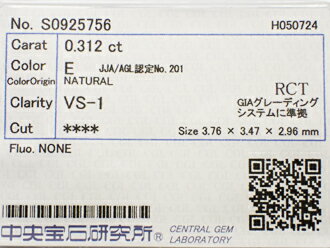 No. S0925756 H050724
Carat 0.312 ct
Color E JJA/AGL認定No.201
ColorOrigin NATURAL
RCT
Clarity VS-1 GIAグレーディング
システムに準拠
Cut ****
Size 3.76 × 3.47 × 2.96 mm
Fluo. NONE
中央宝石研究所® CENTRAL GEM
LABORATORY